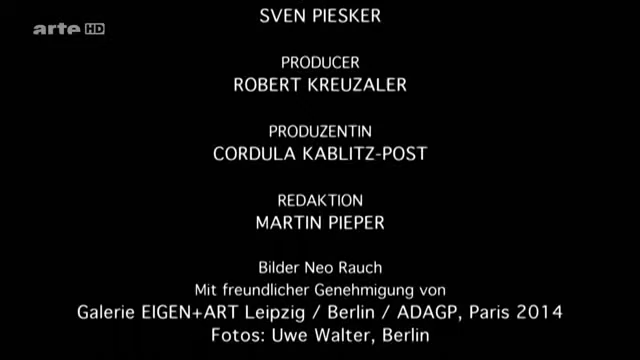 arte HD
SVEN PIESKER
PRODUCER
ROBERT KREUZALER
PRODUZENTIN
CORDULA KABLITZ-POST
REDAKTION
MARTIN PIEPER
Bilder Neo Rauch
Mit freundlicher Genehmigung von
Galerie EIGEN+ART Leipzig / Berlin / ADAGP, Paris 2014
Fotos: Uwe Walter, Berlin